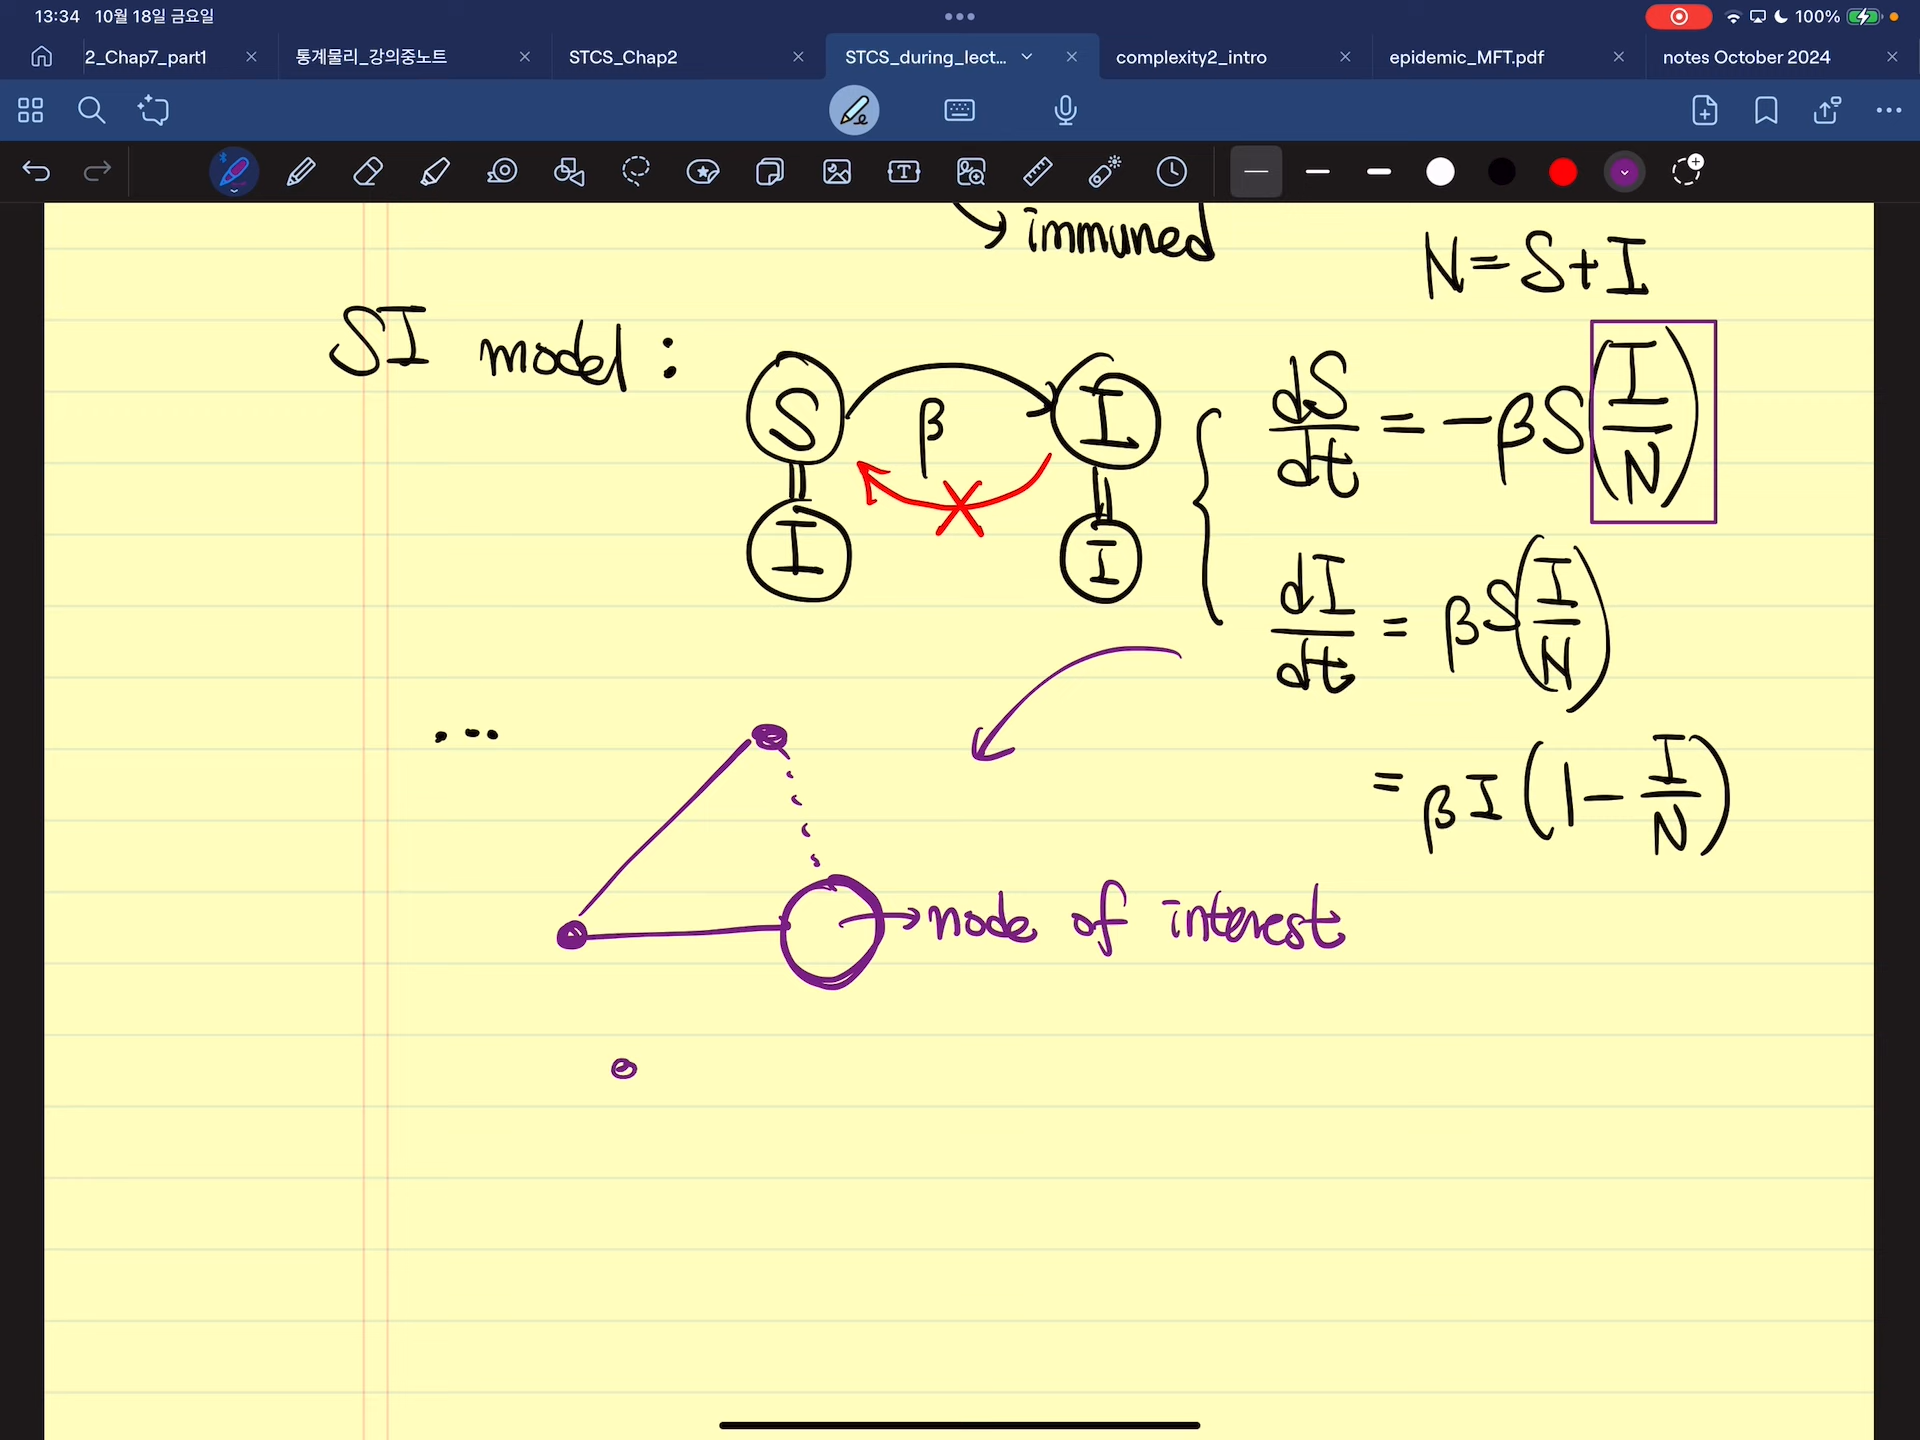 13:34 10월 18일 금요일
100%
2_Chap7_part1
통계물리_강의중노트
STCS_Chap2
STCS_during_lect...
complexity2_intro
epidemic_MFT.pdf
notes October 2024
immuned
N = S + I
SI model :
S β I
I I
dS/dt = -βS(I/N)
dI/dt = βS(I/N)
...
= βI(1 - I/N)
node of interest